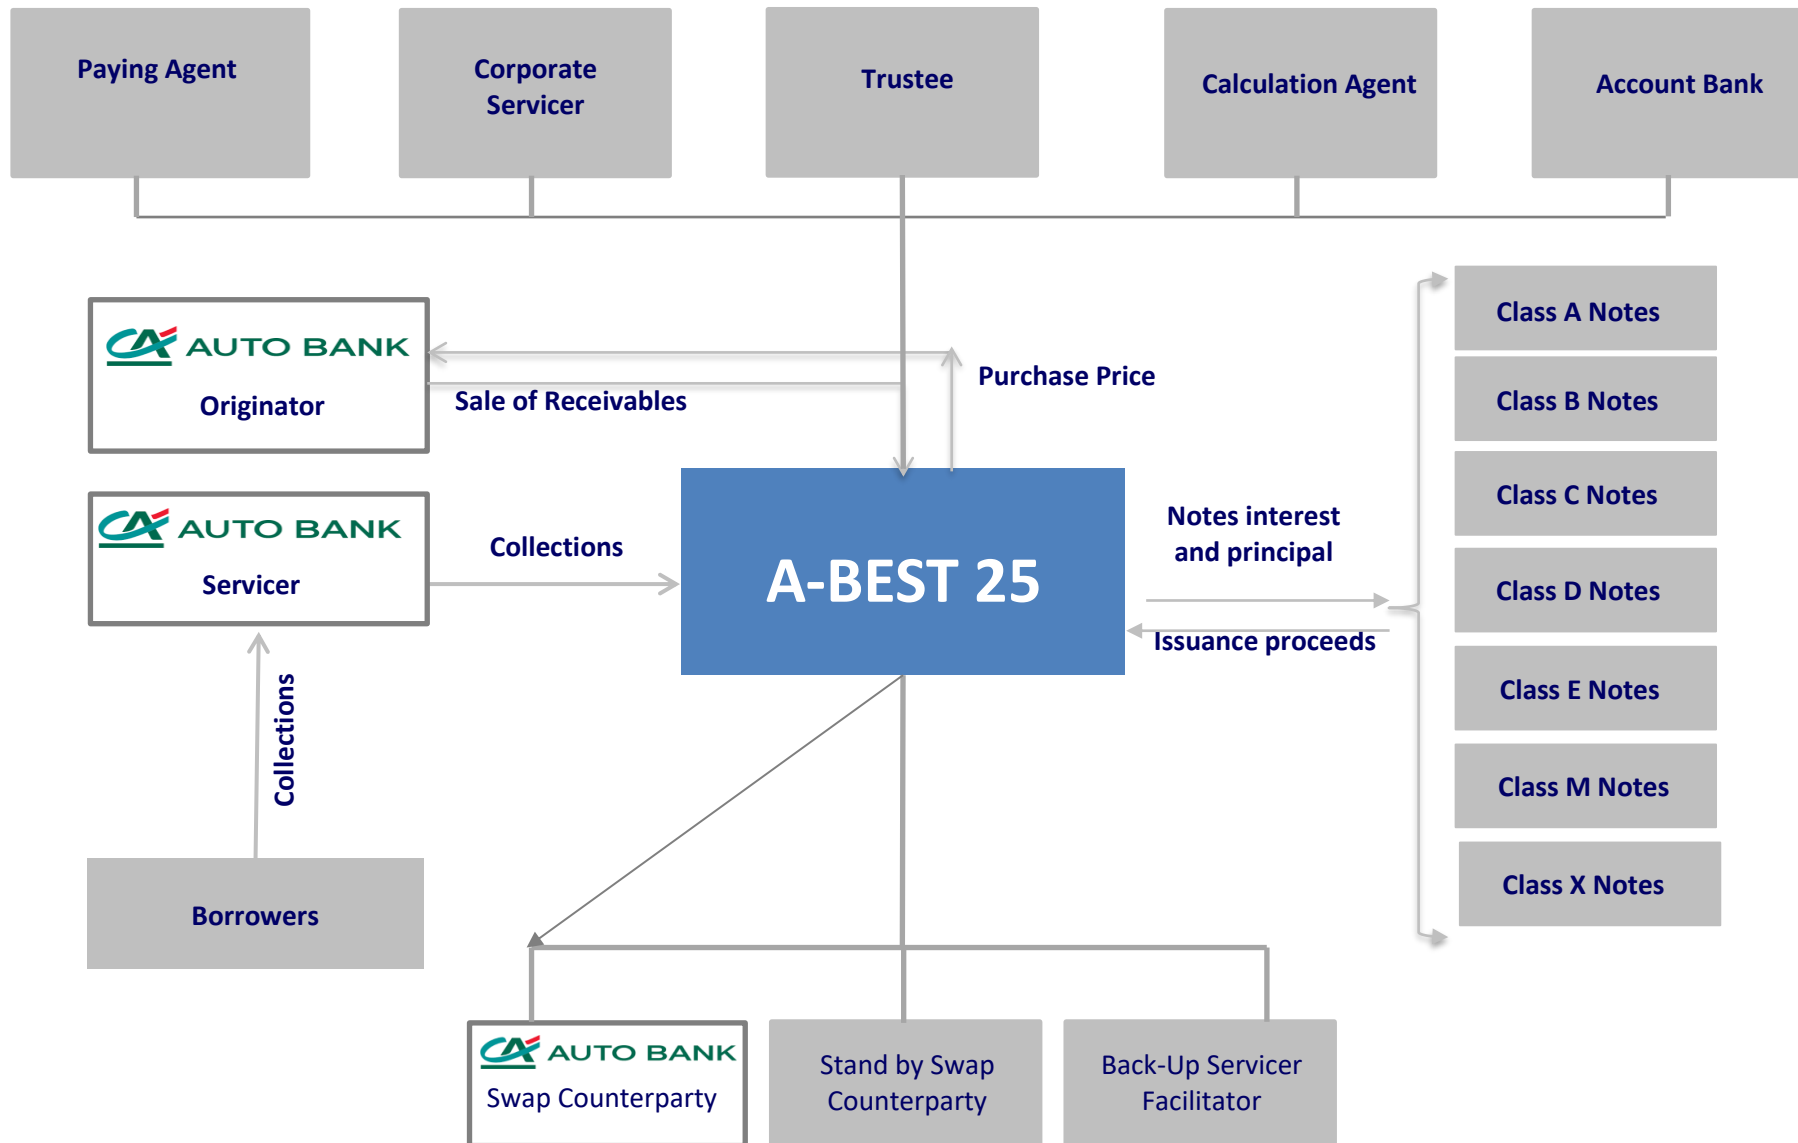 Paying Agent
Corporate
Servicer
Trustee
Calculation Agent
Account Bank
CA AUTO BANK
Originator
Sale of Receivables
Purchase Price
CA AUTO BANK
Servicer
Collections
A-BEST 25
Notes interest
and principal
Issuance proceeds
Class A Notes
Class B Notes
Class C Notes
Class D Notes
Class E Notes
Class M Notes
Class X Notes
Collections
Borrowers
CA AUTO BANK
Swap Counterparty
Stand by Swap
Counterparty
Back-Up Servicer
Facilitator